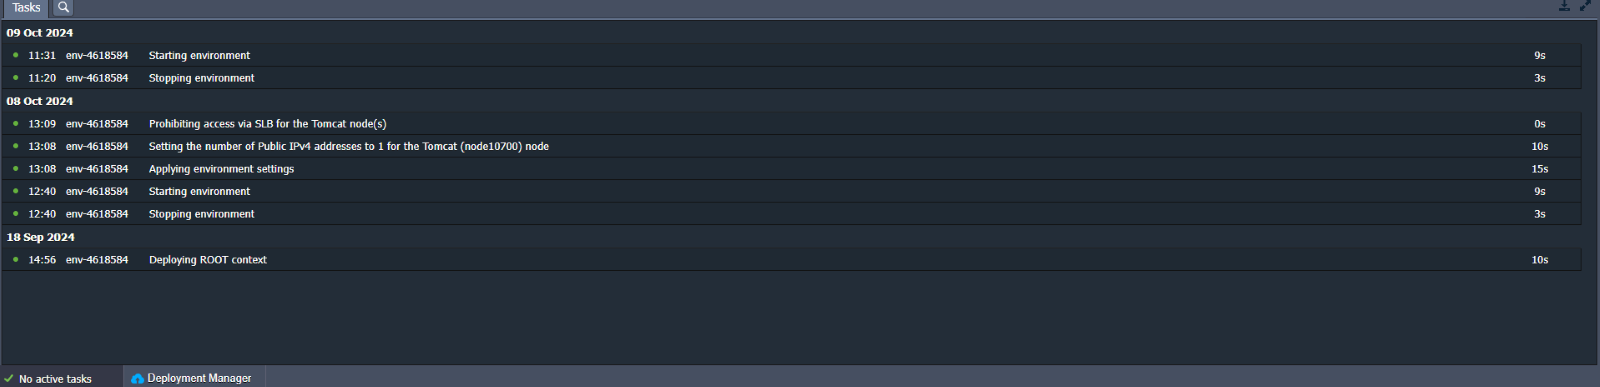 Tasks
09 Oct 2024
11:31 env-4618584 Starting environment 9s
11:20 env-4618584 Stopping environment 3s
08 Oct 2024
13:09 env-4618584 Prohibiting access via SLB for the Tomcat node(s) 0s
13:08 env-4618584 Setting the number of Public IPv4 addresses to 1 for the Tomcat (node10700) node 10s
13:08 env-4618584 Applying environment settings 15s
12:40 env-4618584 Starting environment 9s
12:40 env-4618584 Stopping environment 3s
18 Sep 2024
14:56 env-4618584 Deploying ROOT context 10s
No active tasks Deployment Manager